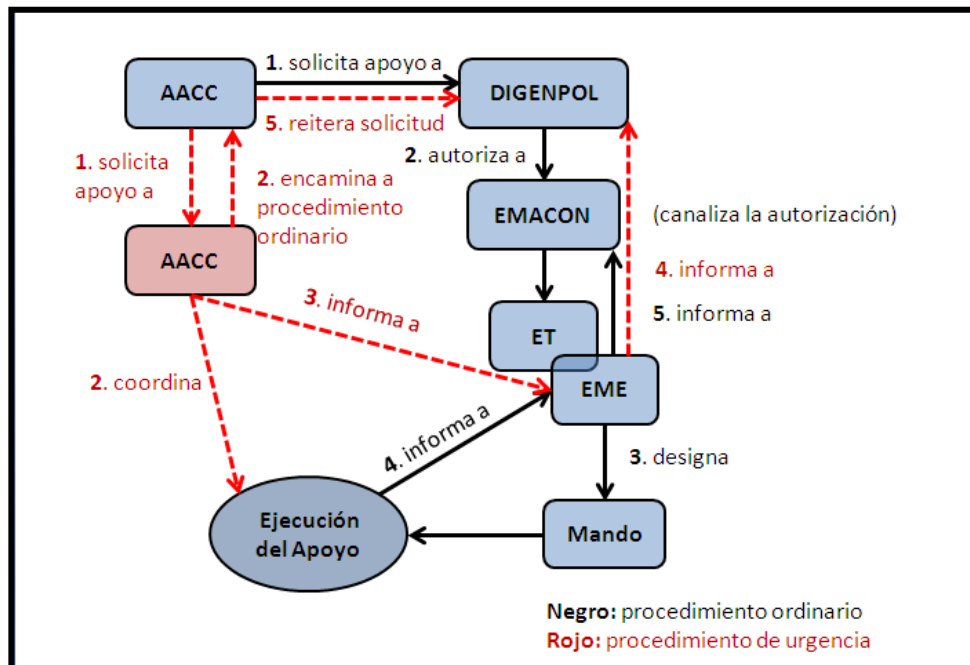 1. solicita apoyo a
AACC
DIGENPOL
5. reitera solicitud
1. solicita
apoyo a
2. encamina a
procedimiento
ordinario
2. autoriza a
EMACON
(canaliza la autorización)
AACC
4. informa a
3. informa a
5. informa a
ET
EME
2. coordina
4. informa a
3. designa
Ejecución
del Apoyo
Mando
Negro: procedimiento ordinario
Rojo: procedimiento de urgencia